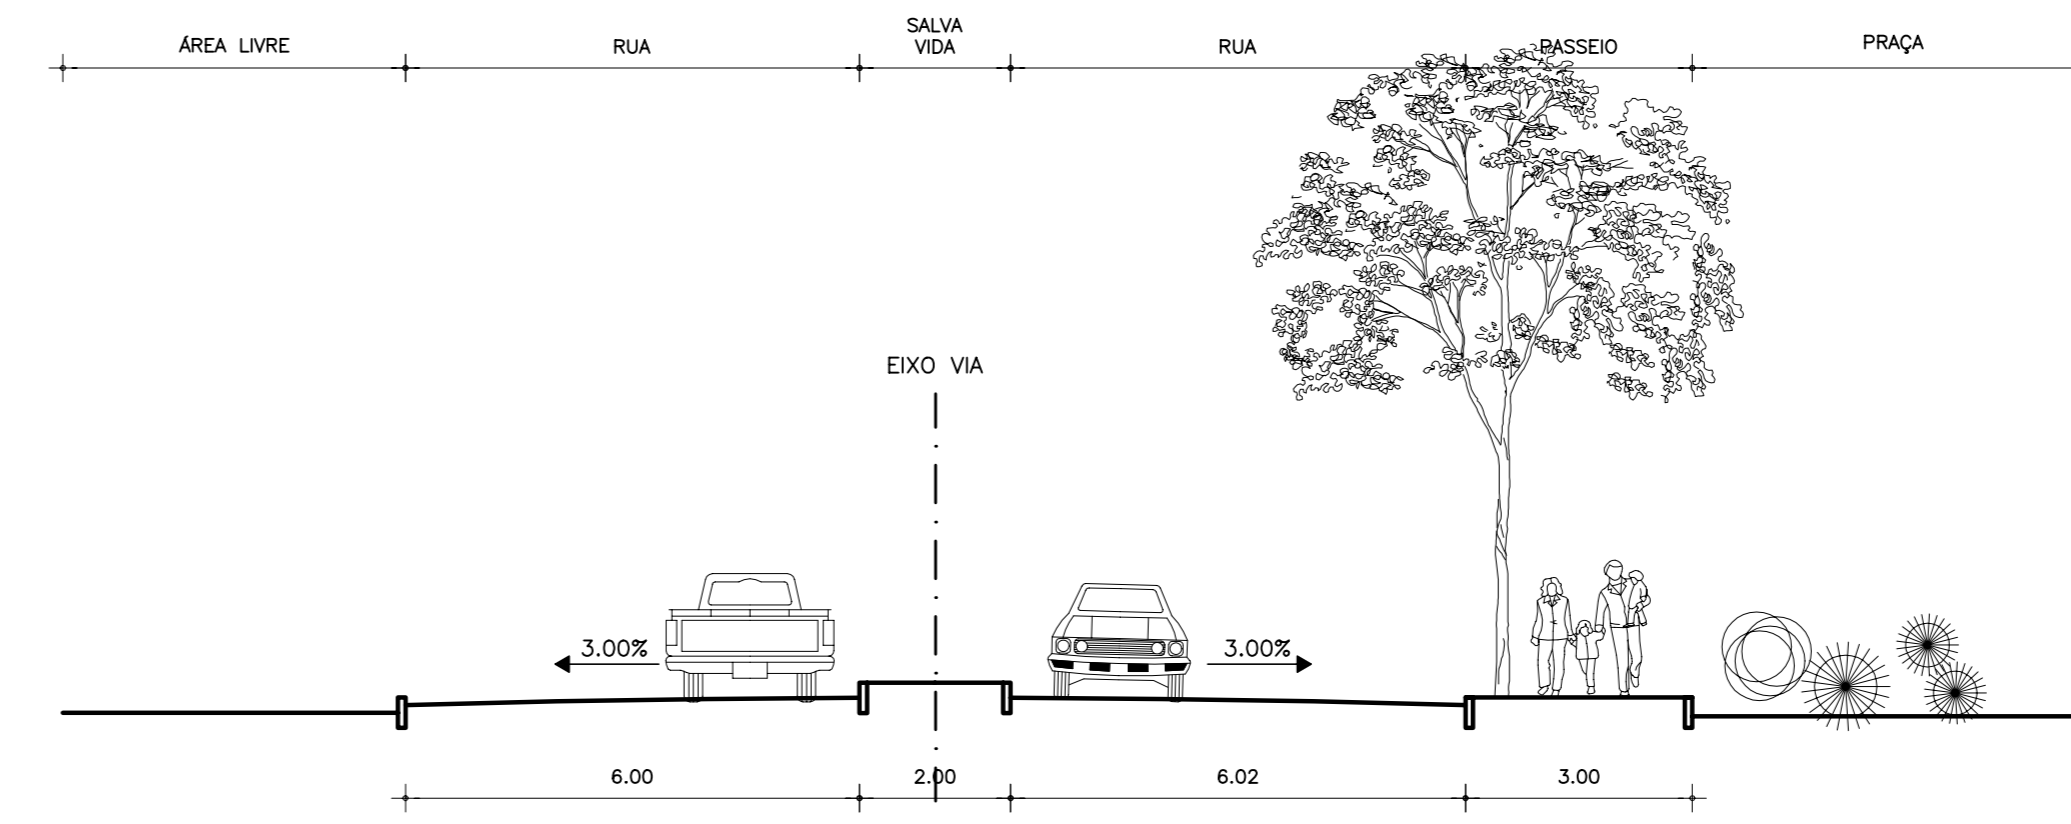 ÁREA LIVRE
RUA
SALVA
VIDA
RUA
PASSEIO
PRAÇA
EIXO VIA
3.00%
3.00%
6.00
2.00
6.02
3.00